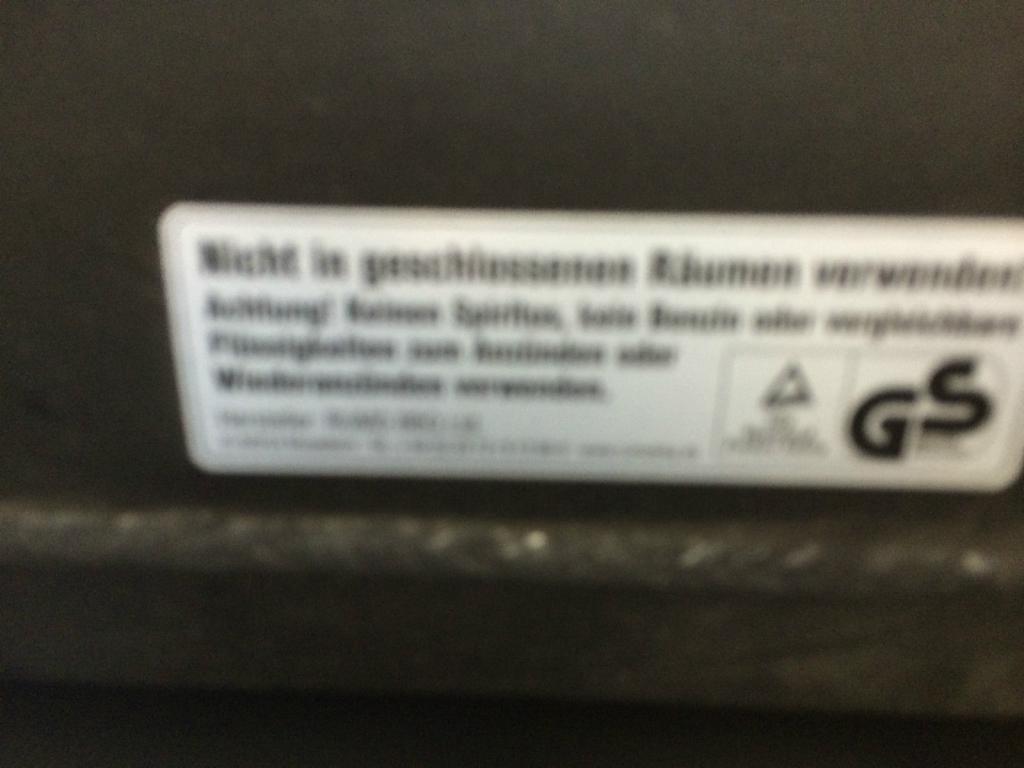 Nicht in geschlossenen Räumen verwenden!
Achtung! Keinen Spiritus, kein Benzin oder vergleichbare
Flüssigkeiten zum Anzünden oder
Wiederanzünden verwenden.
Hersteller
GS